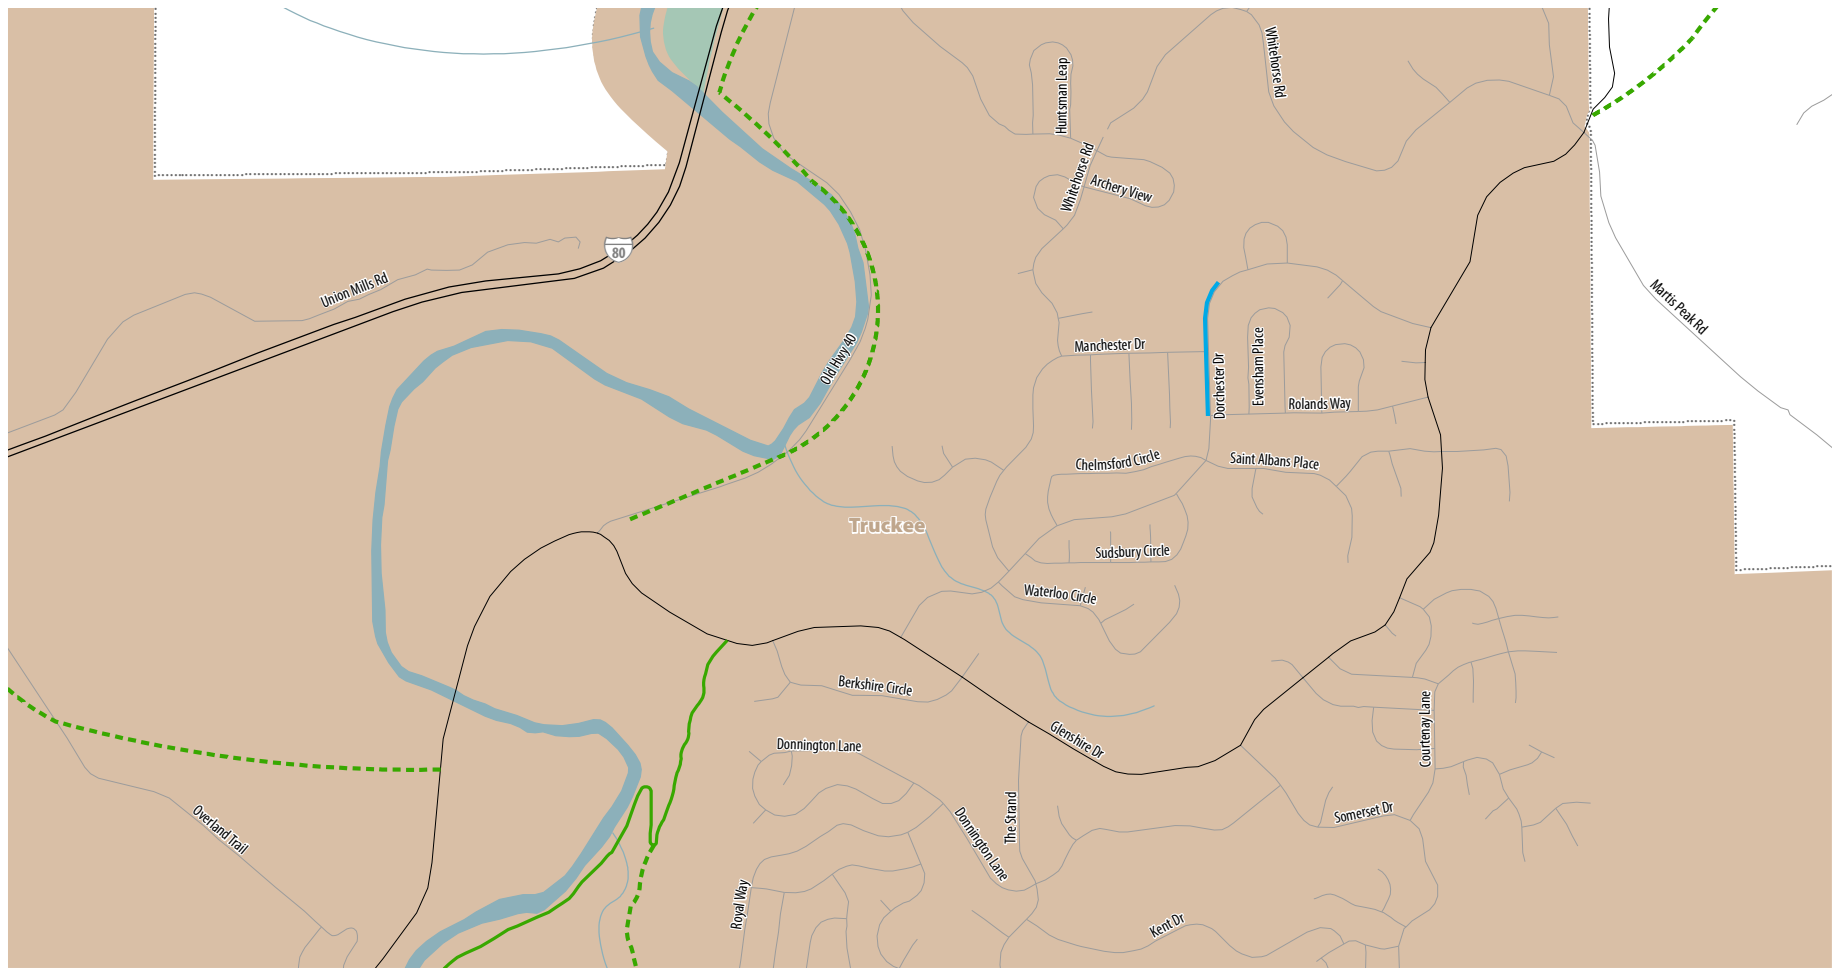 Whitehorse Rd
Huntsman Leap
Whitehorse Rd
Archery View
80
Union Mills Rd
Martis Peak Rd
Old Hwy 40
Manchester Dr
Dorchester Dr
Evensham Place
Rolands Way
Chelmsford Circle
Saint Albans Place
Truckee
Sudsbury Circle
Waterloo Circle
Berkshire Circle
Courtenay Lane
Glenshire Dr
Donnington Lane
Overland Trail
The Strand
Donnington Lane
Somerset Dr
Royal Way
Kent Dr